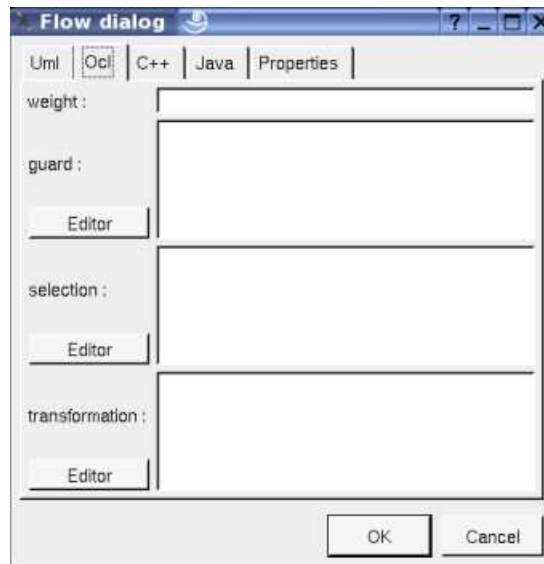 Flow dialog
Uml Ocl C++ Java Properties
weight :
guard :
Editor
selection :
Editor
transformation :
Editor
OK Cancel